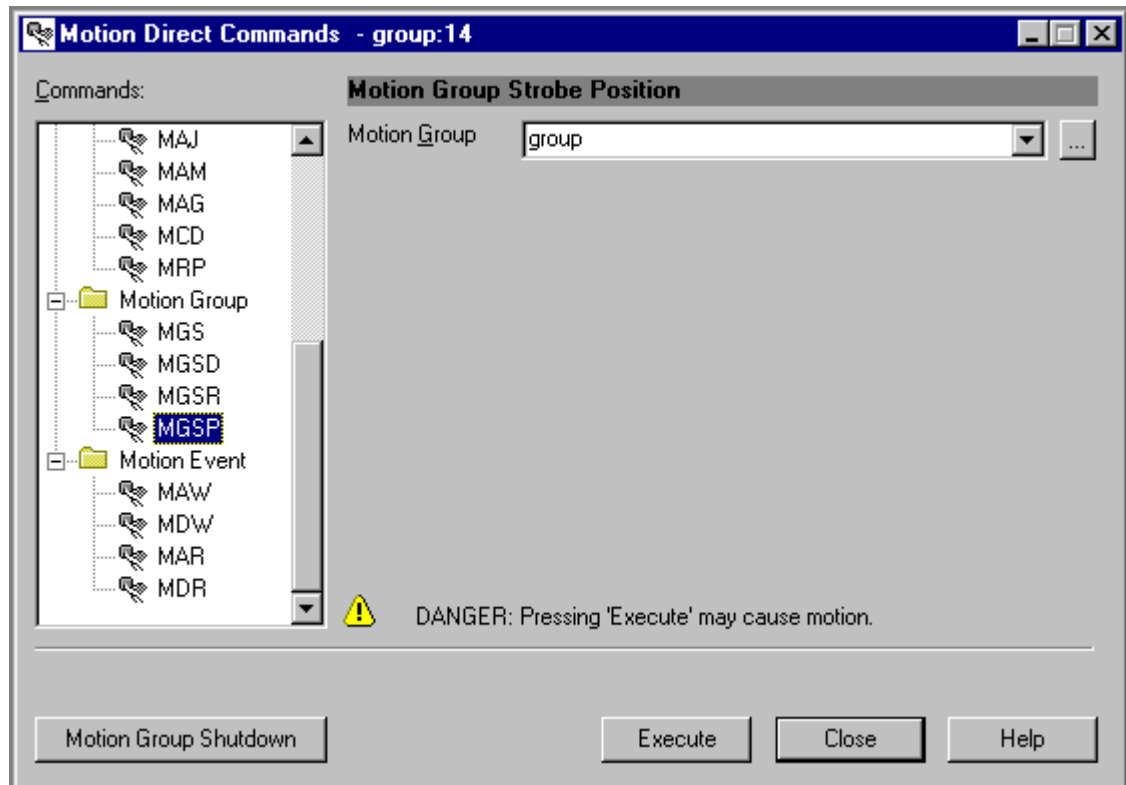 Motion Direct Commands - group:14
Commands:
MAJ
MAM
MAG
MCD
MRP
Motion Group
MGS
MGSD
MGSR
MGSP
Motion Event
MAW
MDW
MAR
MDR
Motion Group Strobe Position
Motion Group
group
...
DANGER: Pressing 'Execute' may cause motion.
Motion Group Shutdown
Execute
Close
Help